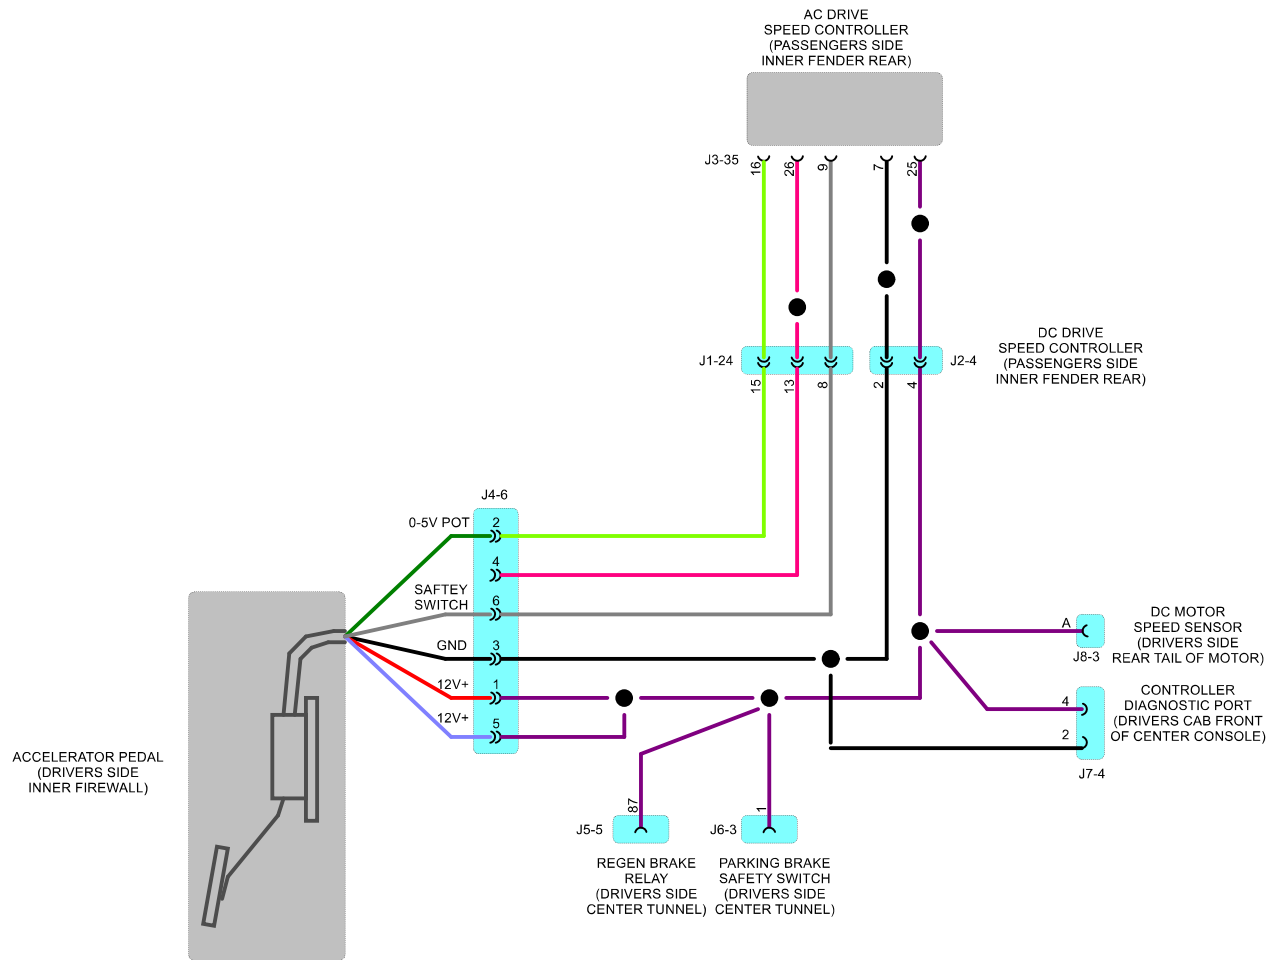 AC DRIVE
SPEED CONTROLLER
(PASSENGERS SIDE
INNER FENDER REAR)
J3-35
16
26
9
7
25
DC DRIVE
SPEED CONTROLLER
(PASSENGERS SIDE
INNER FENDER REAR)
J1-24
J2-4
15
13
8
2
4
J4-6
0-5V POT
2
4
SAFTEY
SWITCH
6
GND
3
12V+
1
12V+
5
DC MOTOR
SPEED SENSOR
(DRIVERS SIDE
REAR TAIL OF MOTOR)
A
J8-3
CONTROLLER
DIAGNOSTIC PORT
(DRIVERS CAB FRONT
OF CENTER CONSOLE)
4
2
J7-4
ACCELERATOR PEDAL
(DRIVERS SIDE
INNER FIREWALL)
87
1
J5-5
J6-3
REGEN BRAKE
RELAY
(DRIVERS SIDE
CENTER TUNNEL)
PARKING BRAKE
SAFETY SWITCH
(DRIVERS SIDE
CENTER TUNNEL)